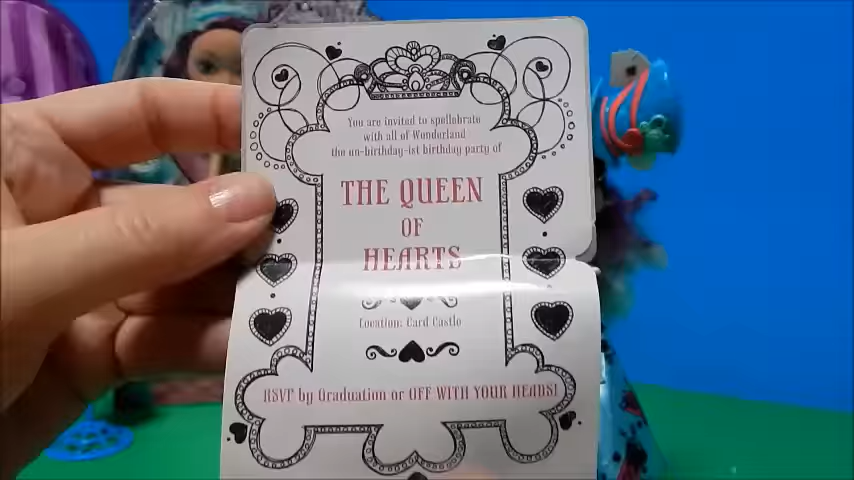 You are invited to spellebrate
with all of Wonderland
the un-birthday-ist birthday party of
THE QUEEN
OF
HEARTS
Location: Card Castle
RSVP by Graduation or OFF WITH YOUR HEADS!